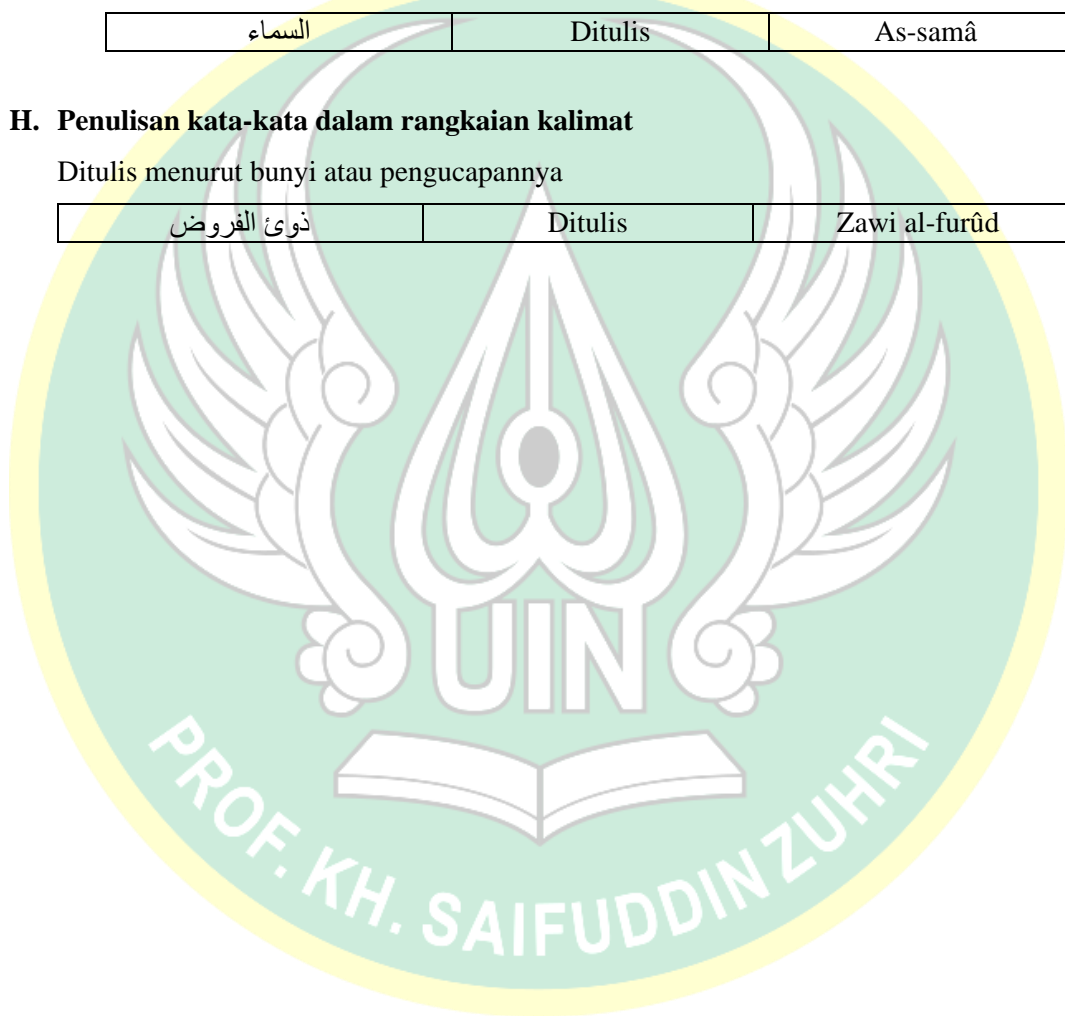 السماء Ditulis As-samâ
H. Penulisan kata-kata dalam rangkaian kalimat
Ditulis menurut bunyi atau pengucapannya
ذوئ الفروض Ditulis Zawi al-furûd
UIN
PROF. KH. SAIFUDDIN ZUHRI